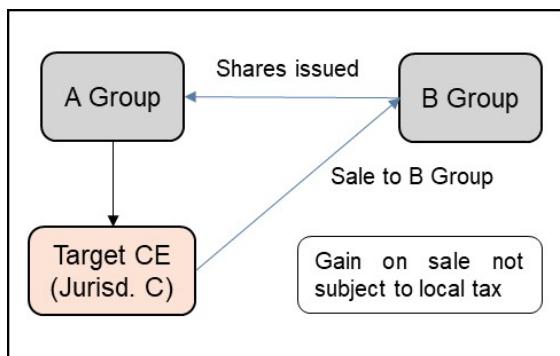 Shares issued
A Group
B Group
Sale to B Group
Target CE
(Jurisd. C)
Gain on sale not
subject to local tax